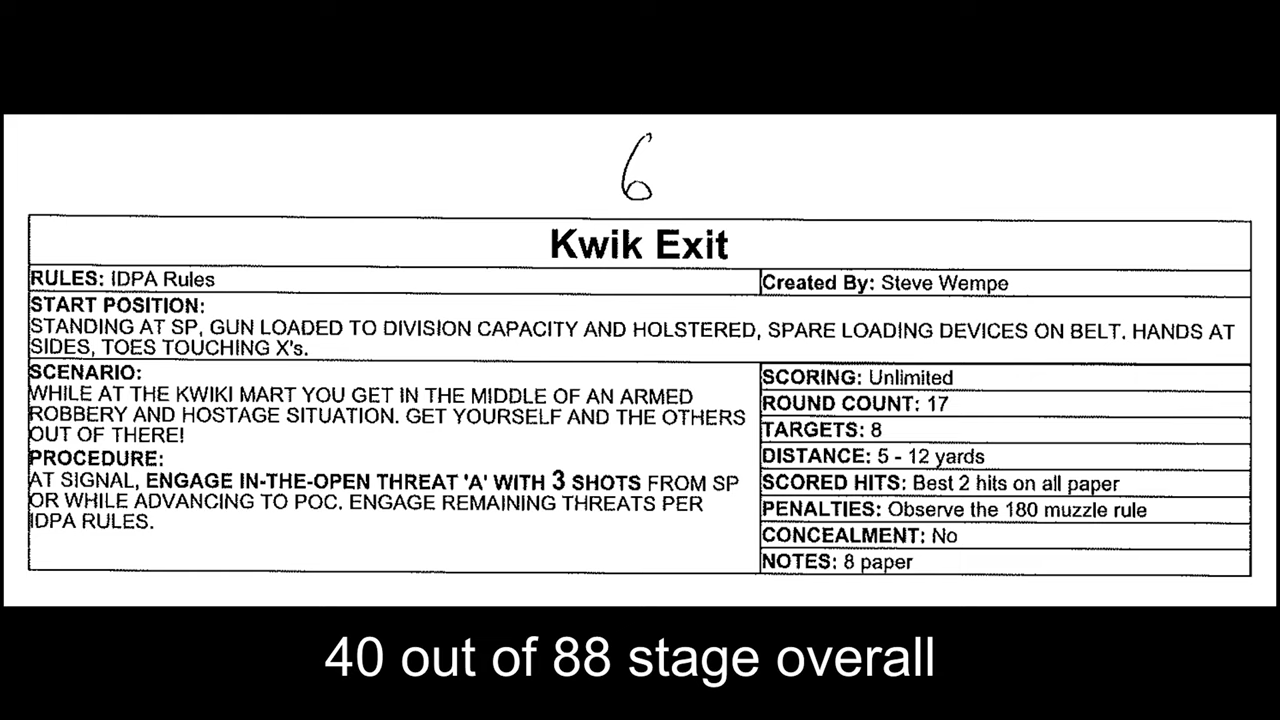 6
Kwik Exit
RULES: IDPA Rules
Created By: Steve Wempe
START POSITION:
STANDING AT SP, GUN LOADED TO DIVISION CAPACITY AND HOLSTERED, SPARE LOADING DEVICES ON BELT. HANDS AT
SIDES, TOES TOUCHING X's.
SCENARIO:
WHILE AT THE KWIKI MART YOU GET IN THE MIDDLE OF AN ARMED
ROBBERY AND HOSTAGE SITUATION. GET YOURSELF AND THE OTHERS
OUT OF THERE!
PROCEDURE:
AT SIGNAL, ENGAGE IN-THE-OPEN THREAT 'A' WITH 3 SHOTS FROM SP
OR WHILE ADVANCING TO POC. ENGAGE REMAINING THREATS PER
IDPA RULES.
SCORING: Unlimited
ROUND COUNT: 17
TARGETS: 8
DISTANCE: 5 - 12 yards
SCORED HITS: Best 2 hits on all paper
PENALTIES: Observe the 180 muzzle rule
CONCEALMENT: No
NOTES: 8 paper
40 out of 88 stage overall